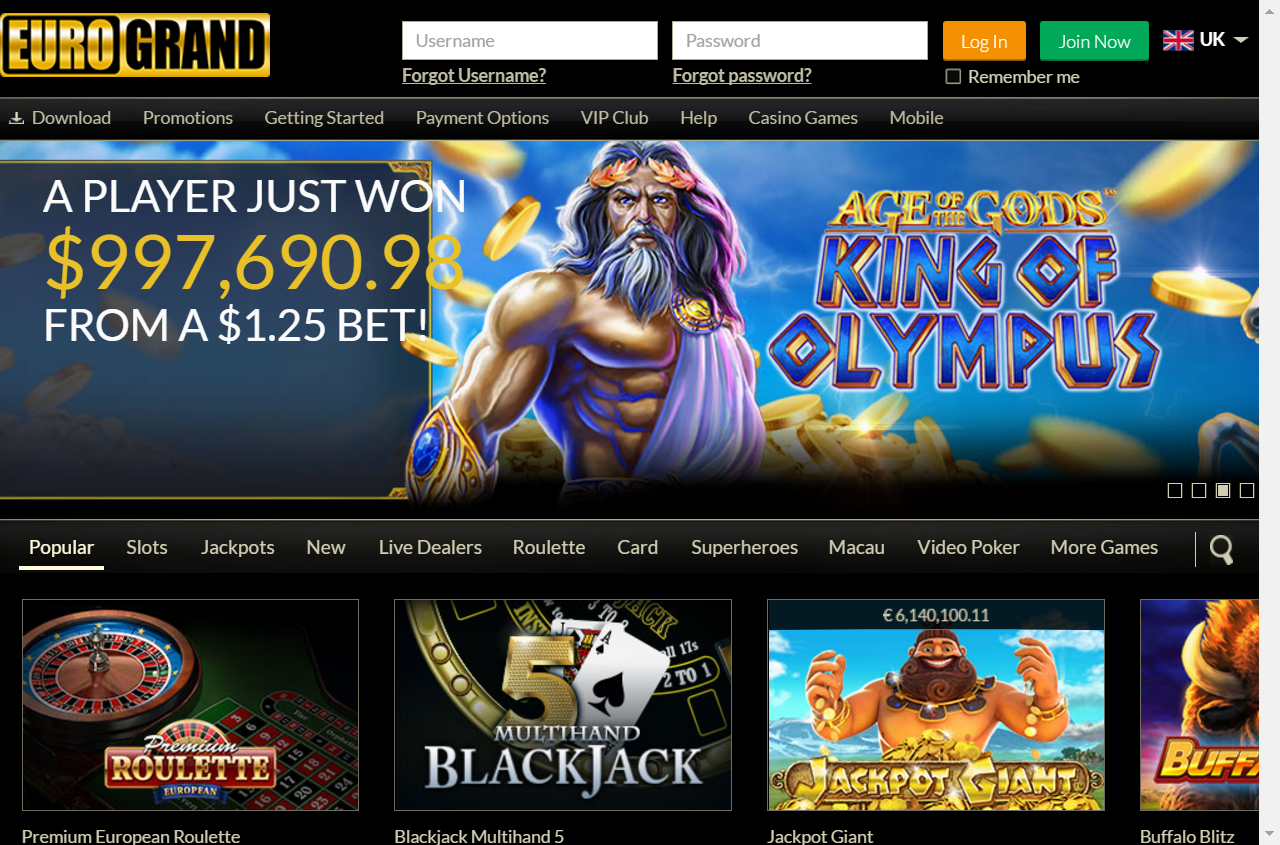 EUROGRAND
Username
Password
Log In
Join Now
UK
Forgot Username?
Forgot password?
Remember me
Download Promotions Getting Started Payment Options VIP Club Help Casino Games Mobile
A PLAYER JUST WON
$997,690.98
FROM A $1.25 BET!
AGE OF THE GODS™
KING OF
OLYMPUS
Popular Slots Jackpots New Live Dealers Roulette Card Superheroes Macau Video Poker More Games
Premium
ROULETTE
EUROPEAN
5
MULTIHAND
BLACKJACK
2 TO 1
€ 6,140,100.11
JACKPOT GIANT
BUFFA
Premium European Roulette
Blackjack Multihand 5
Jackpot Giant
Buffalo Blitz